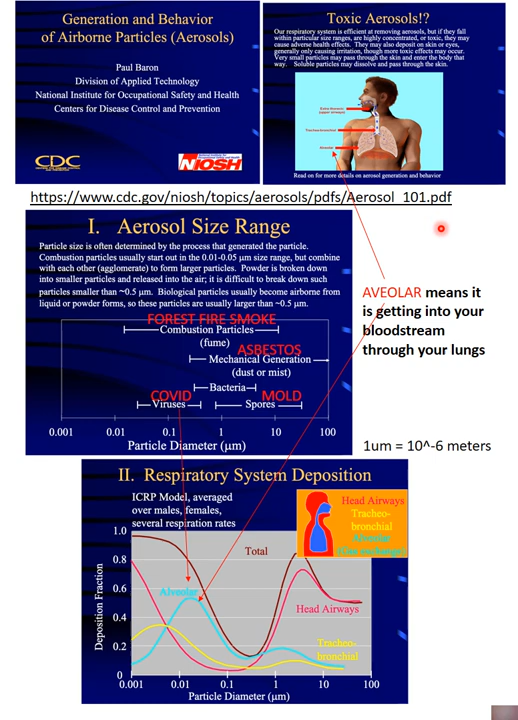 Generation and Behavior
of Airborne Particles (Aerosols)
Paul Baron
Division of Applied Technology
National Institute for Occupational Safety and Health
Centers for Disease Control and Prevention
CDC
NIOSH
Toxic Aerosols!?
Our respiratory system is efficient at removing aerosols, but if they fall
within particular size ranges, are highly concentrated, or toxic, they may
cause adverse health effects. They may also deposit on skin or eyes,
generally only causing irritation, though more toxic effects may occur.
Very small particles may pass through the skin and enter the body that
way. Soluble particles may dissolve and pass through the skin.
Read on for more details on aerosol generation and behavior
https://www.cdc.gov/niosh/topics/aerosols/pdfs/Aerosol_101.pdf
I. Aerosol Size Range
Particle size is often determined by the process that generated the particle.
Combustion particles usually start out in the 0.01-0.05 μm size range, but combine
with each other (agglomerate) to form larger particles. Powder is broken down
into smaller particles and released into the air; it is difficult to break down such
particles smaller than ~0.5 μm. Biological particles usually become airborne from
liquid or powder forms, so these particles are usually larger than ~0.5 μm.
FOREST FIRE SMOKE
Combustion Particles
(fume)
ASBESTOS
Mechanical Generation
(dust or mist)
Bacteria
COVID MOLD
Viruses Spores
0.001 0.01 0.1 1 10 100
Particle Diameter (μm)
AVEOLAR means it
is getting into your
bloodstream
through your lungs
1um = 10^-6 meters
II. Respiratory System Deposition
ICRP Model, averaged
over males, females,
several respiration rates
Head Airways
Tracheo-
bronchial
Alveolar
(Gas exchange)
Deposition Fraction
1.0
0.8
0.6
0.4
0.2
0
Total
Alveolar
Head Airways
Tracheo-
bronchial
0.001 0.01 0.1 1 10 100
Particle Diameter (μm)